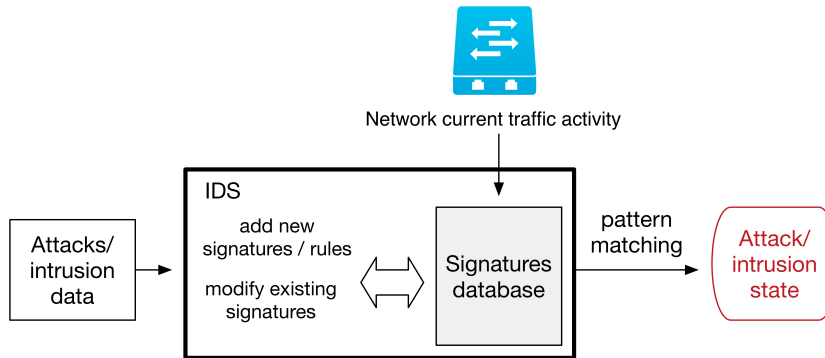 Network current traffic activity
IDS
add new
signatures / rules
modify existing
signatures
Attacks/
intrusion
data
Signatures
database
pattern
matching
Attack/
intrusion
state